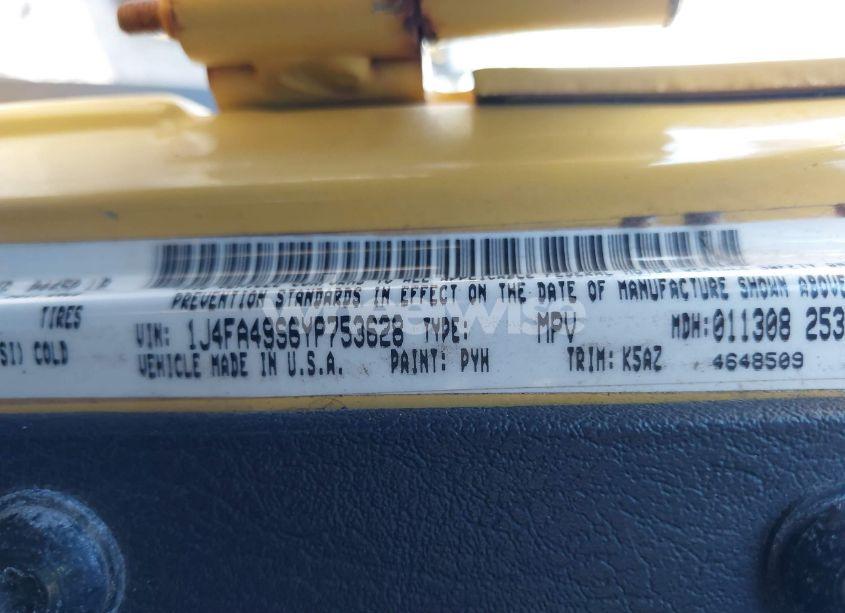 PREVENTION STANDARDS IN EFFECT ON THE DATE OF MANUFACTURE SHOWN ABOVE
TIRES
VIN: 1J4FA49S6YP753628 TYPE: MPV MDH: 011308 253
SI) COLD VEHICLE MADE IN U.S.A. PAINT: PYH TRIM: K5AZ 4648509